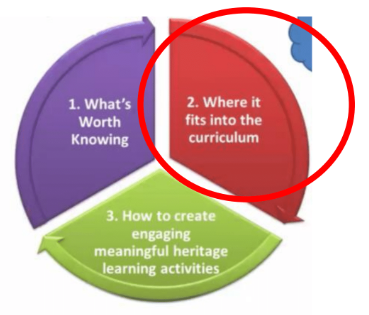 1. What's
Worth
Knowing
2. Where it
fits into the
curriculum
3. How to create
engaging
meaningful heritage
learning activities